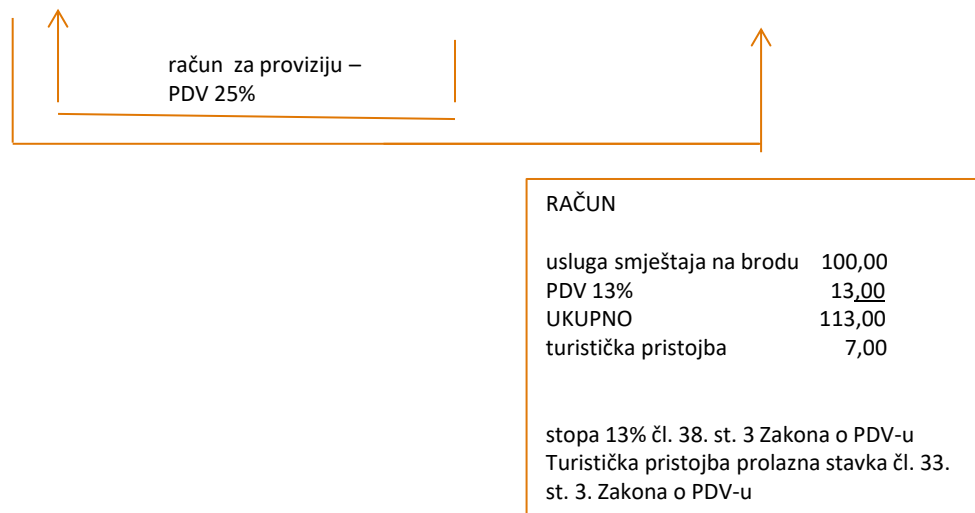 račun za proviziju –
PDV 25%
RAČUN
usluga smještaja na brodu 100,00
PDV 13% 13,00
UKUPNO 113,00
turistička pristojba 7,00
stopa 13% čl. 38. st. 3 Zakona o PDV-u
Turistička pristojba prolazna stavka čl. 33.
st. 3. Zakona o PDV-u